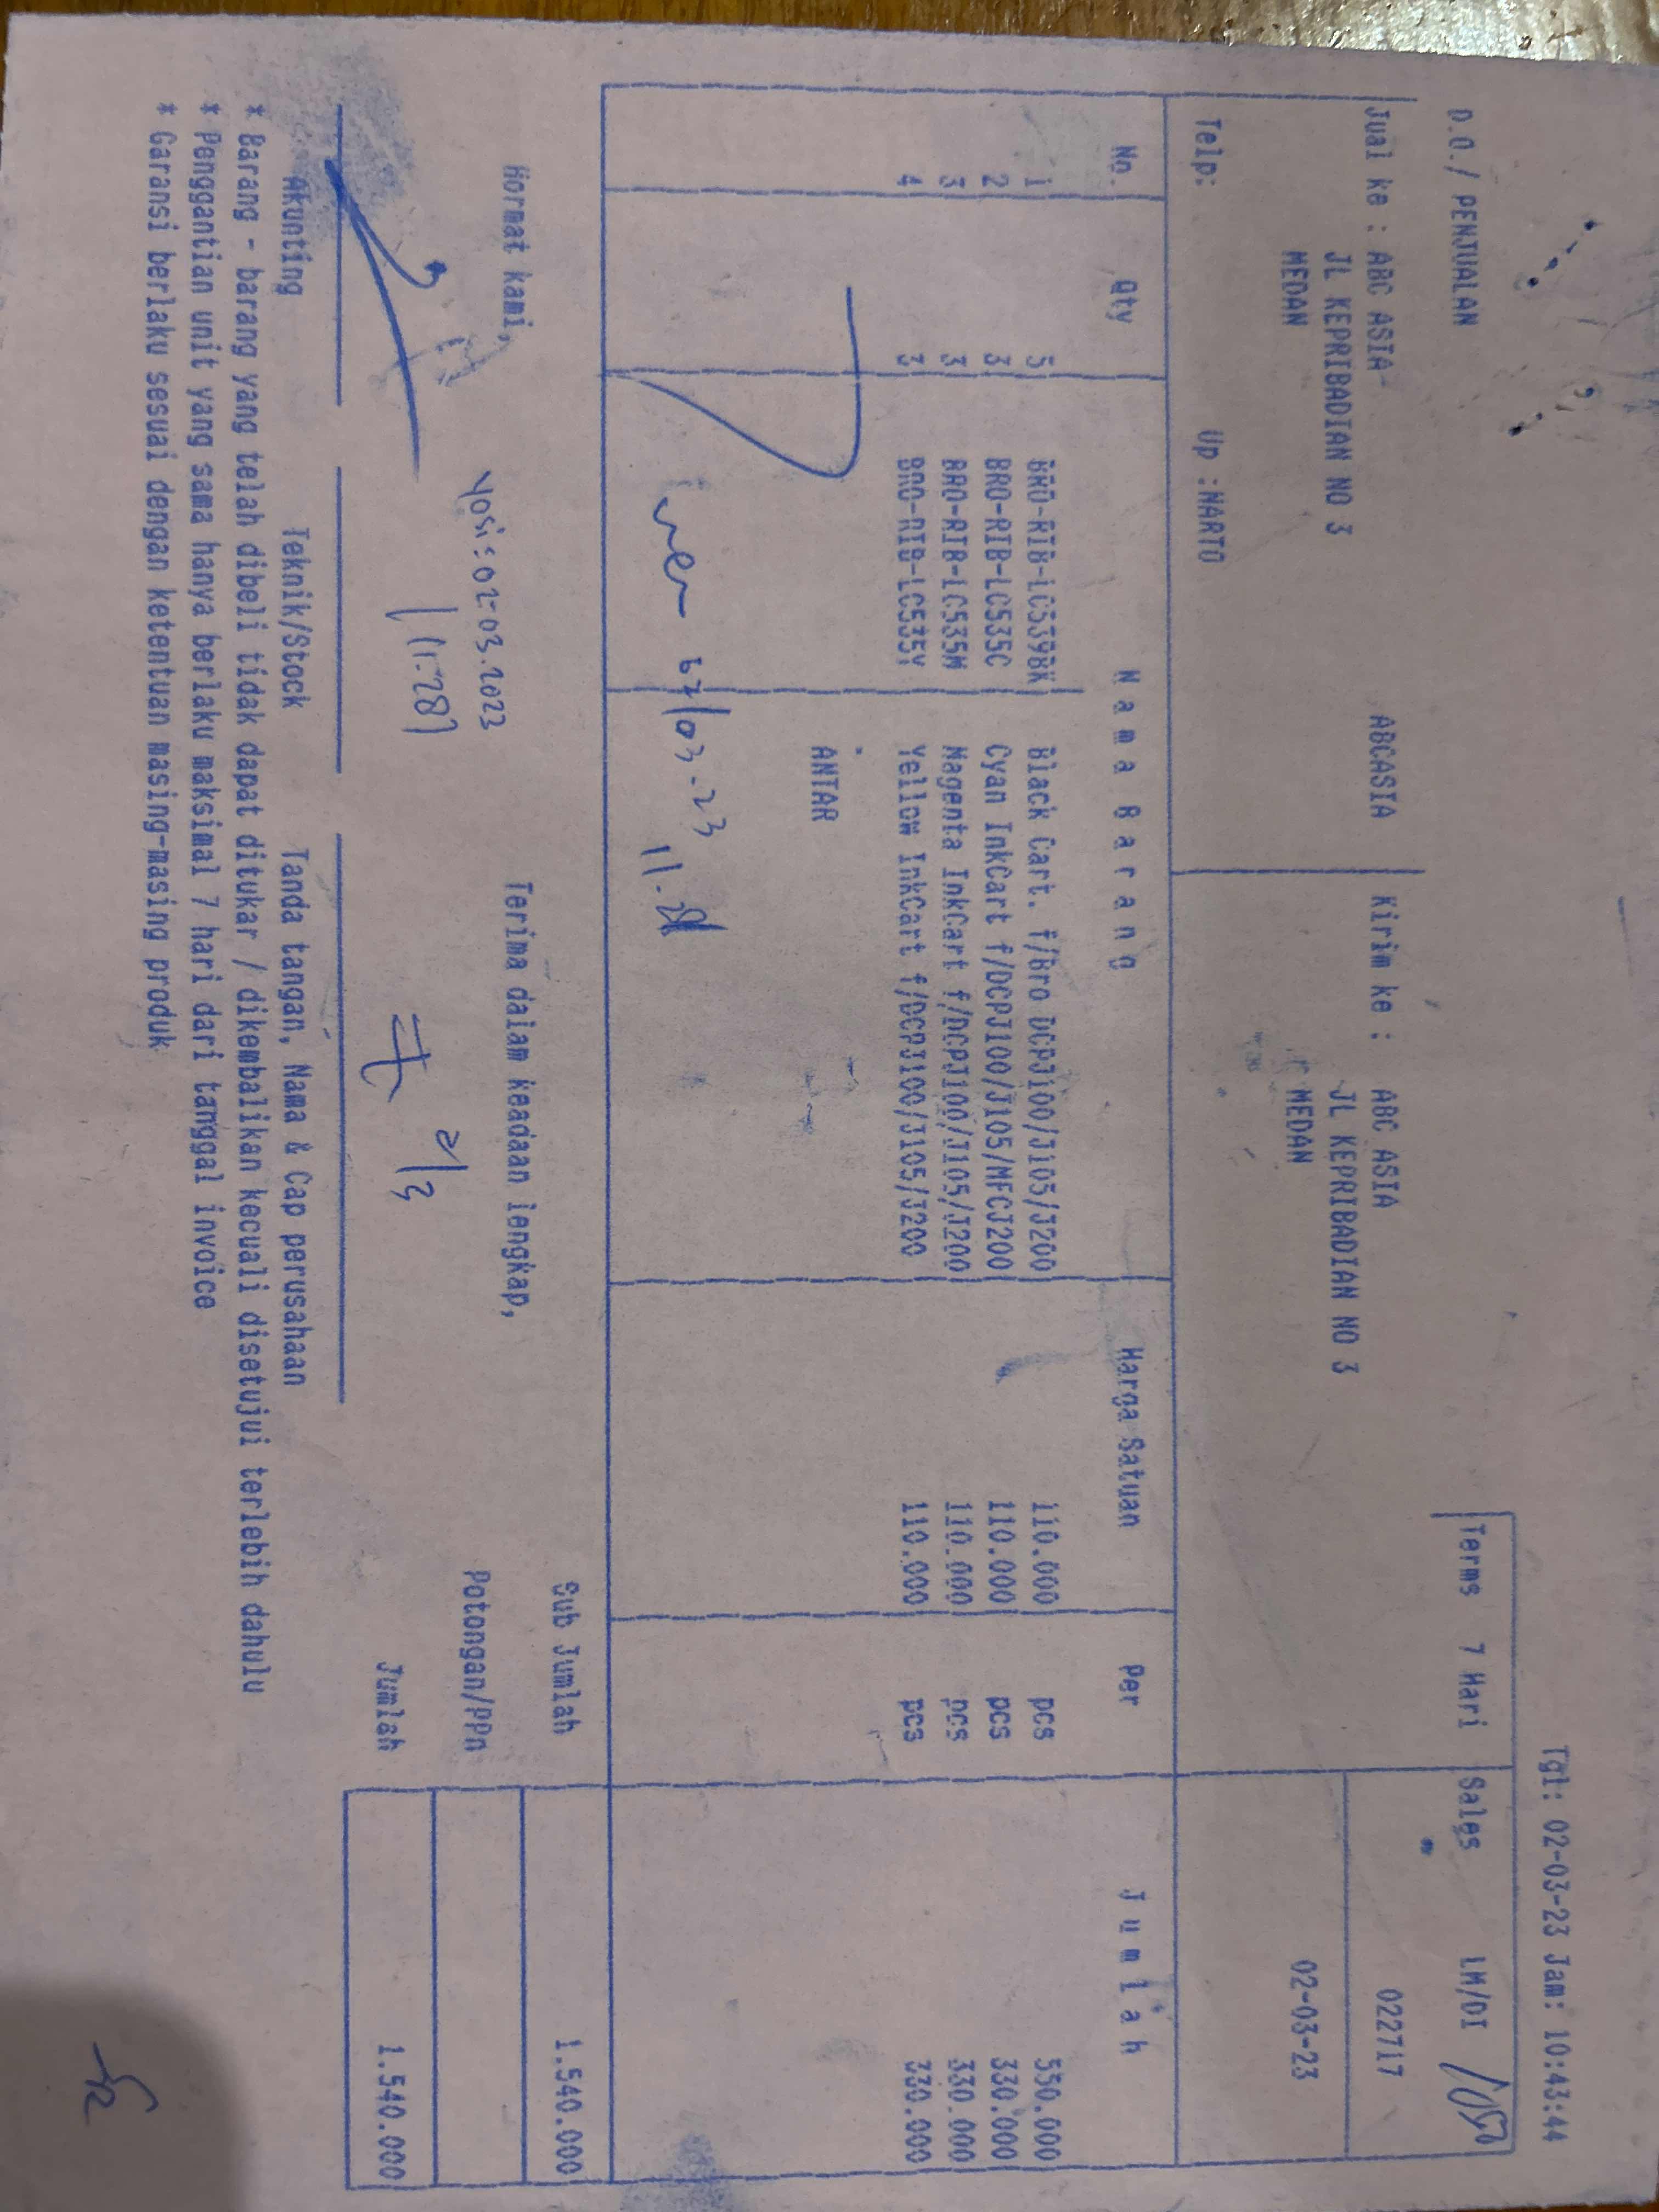 Tgl: 02-03-23 Jam: 10:43:44
D.O./ PENJUALAN
Terms 7 Hari Sales LM/DI
Jual ke : ABC ASIA ABCASIA Kirim ke : ABC ASIA 022717
JL KEPRIBADIAN NO 3 JL KEPRIBADIAN NO 3
MEDAN MEDAN 02-03-23
Telp: Up :NARTO
No. Qty Nama Barang Harga Satuan Per Jumlah
1 5 BRO-RIB-LC539BK Black Cart. f/Bro DCPJ100/J105/J200 110.000 pcs 550.000
2 3 BRO-RIB-LC535C Cyan InkCart f/DCPJ100/J105/MFCJ200 110.000 pcs 330.000
3 3 BRO-RIB-LC535M Magenta InkCart f/DCPJ100/J105/J200 110.000 pcs 330.000
4 3 BRO-RIB-LC535Y Yellow InkCart f/DCPJ100/J105/J200 110.000 pcs 330.000
ANTAR
Sub Jumlah 1.540.000
Hormat kami, Terima dalam keadaan lengkap,
Yosi : 02-03.2023
Potongan/PPn
11.28
2/3
Jumlah 1.540.000
Akunting Teknik/Stock Tanda tangan, Nama & Cap perusahaan
* Barang - barang yang telah dibeli tidak dapat ditukar / dikembalikan kecuali disetujui terlebih dahulu
* Penggantian unit yang sama hanya berlaku maksimal 7 hari dari tanggal invoice
* Garansi berlaku sesuai dengan ketentuan masing-masing produk